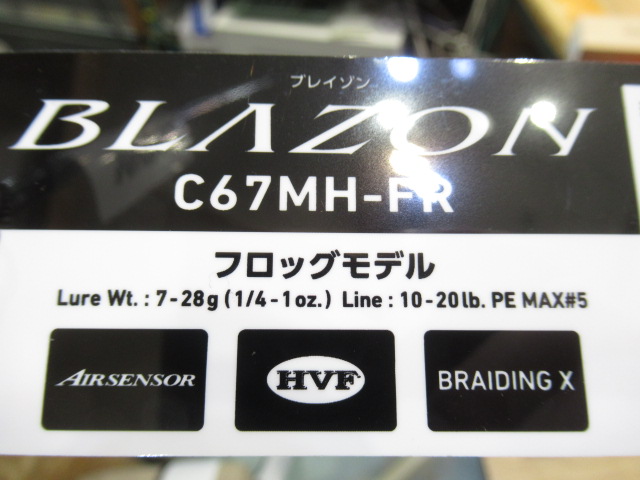 ブレイゾン
BLAZON
C67MH-FR
フロッグモデル
Lure Wt. : 7-28g (1/4-1oz.) Line : 10-20lb. PE MAX#5
AIRSENSOR HVF BRAIDING X